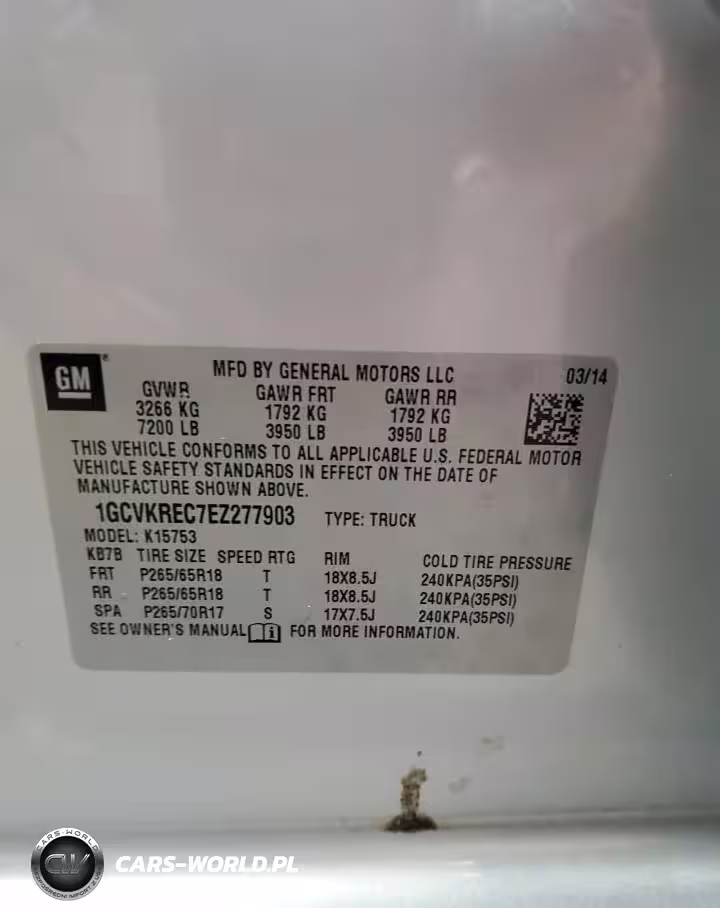 GM
MFD BY GENERAL MOTORS LLC 03/14
GVWR GAWR FRT GAWR RR
3266 KG 1792 KG 1792 KG
7200 LB 3950 LB 3950 LB
THIS VEHICLE CONFORMS TO ALL APPLICABLE U.S. FEDERAL MOTOR
VEHICLE SAFETY STANDARDS IN EFFECT ON THE DATE OF
MANUFACTURE SHOWN ABOVE.
1GCVKREC7EZ277903 TYPE: TRUCK
MODEL: K15753
KB7B TIRE SIZE SPEED RTG RIM COLD TIRE PRESSURE
FRT P265/65R18 T 18X8.5J 240KPA(35PSI)
RR P265/65R18 T 18X8.5J 240KPA(35PSI)
SPA P265/70R17 S 17X7.5J 240KPA(35PSI)
SEE OWNER'S MANUAL FOR MORE INFORMATION.
CARS-WORLD
CW
CARS-WORLD.PL